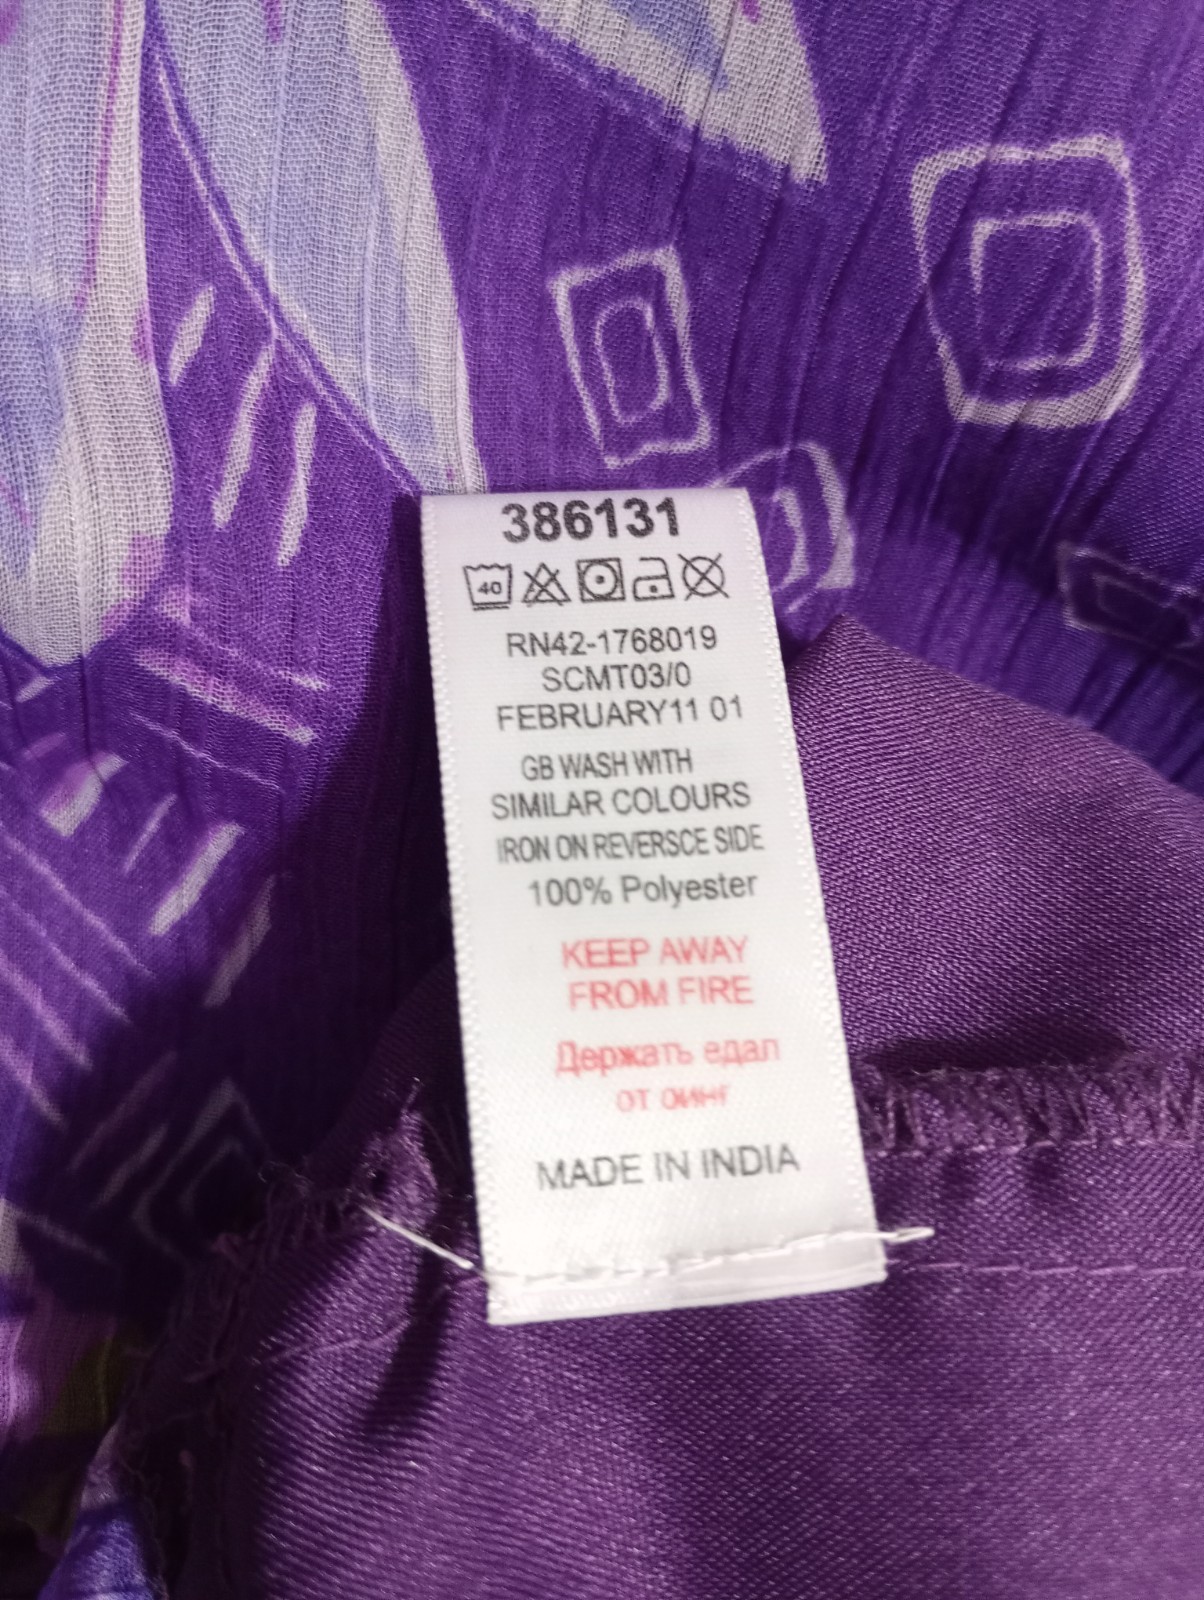 386131
40
RN42-1768019
SCMT03/0
FEBRUARY11 01
GB WASH WITH
SIMILAR COLOURS
IRON ON REVERSCE SIDE
100% Polyester
KEEP AWAY
FROM FIRE
Держать едал
от оинг
MADE IN INDIA